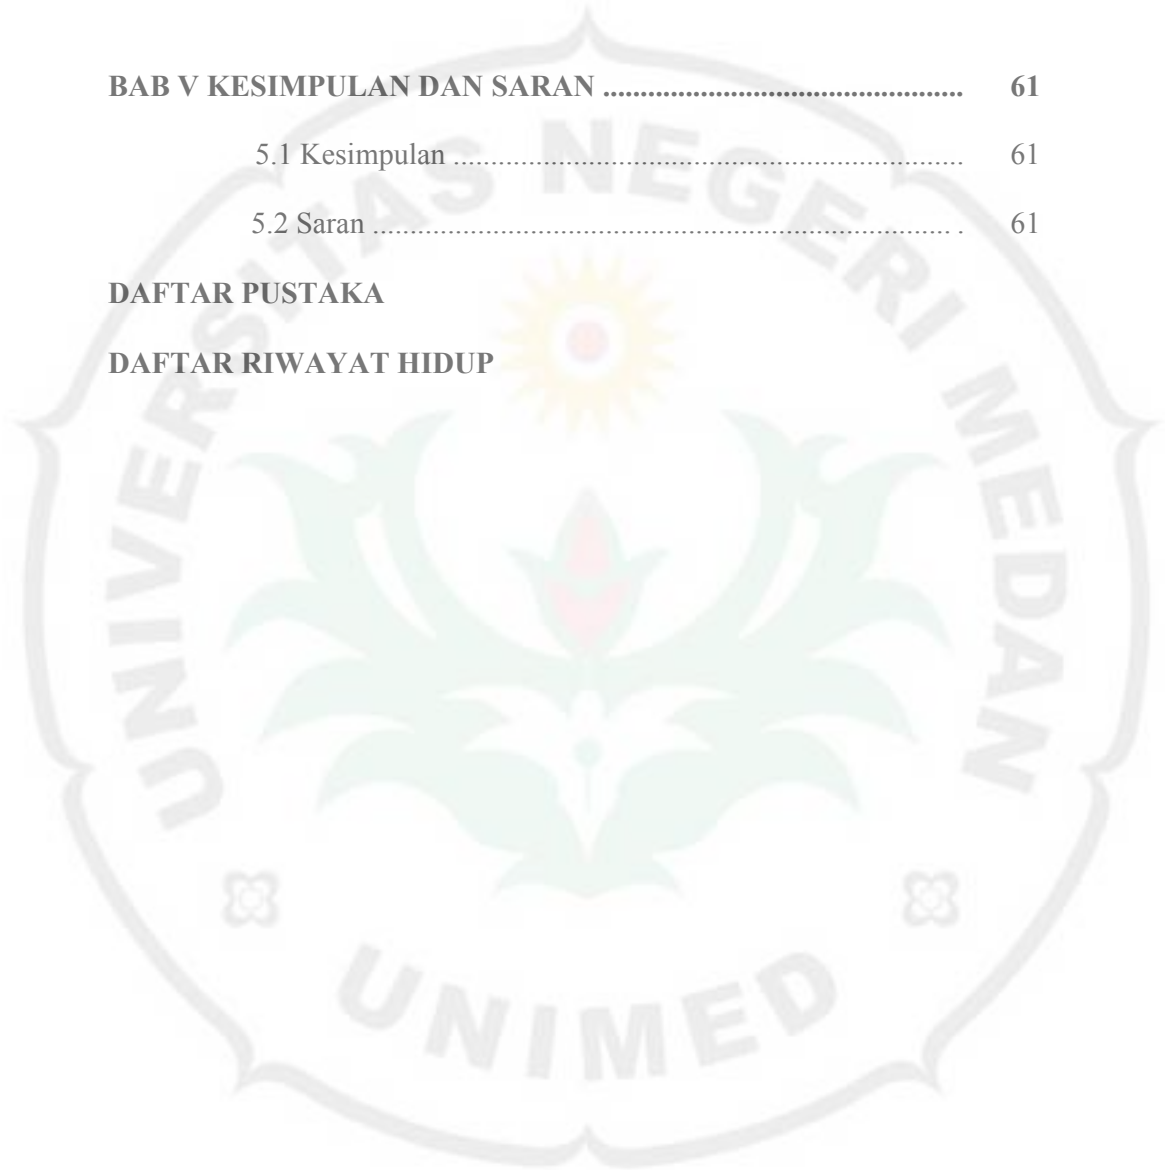 BAB V KESIMPULAN DAN SARAN ................................................ 61
5.1 Kesimpulan .................................................................... 61
5.2 Saran ............................................................................. . 61
DAFTAR PUSTAKA
DAFTAR RIWAYAT HIDUP
UNIVERSITAS NEGERI MEDAN
UNIMED